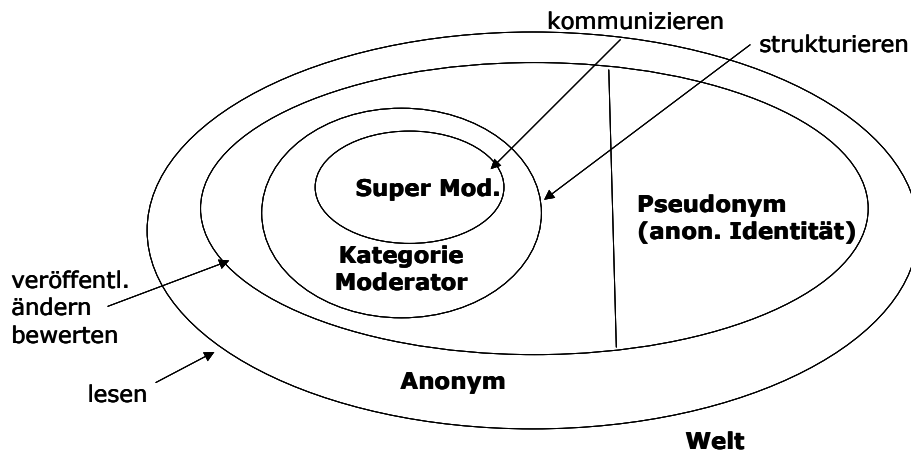 kommunizieren
strukturieren
Super Mod.
Pseudonym
(anon. Identität)
Kategorie
Moderator
veröffentl.
ändern
bewerten
lesen
Anonym
Welt